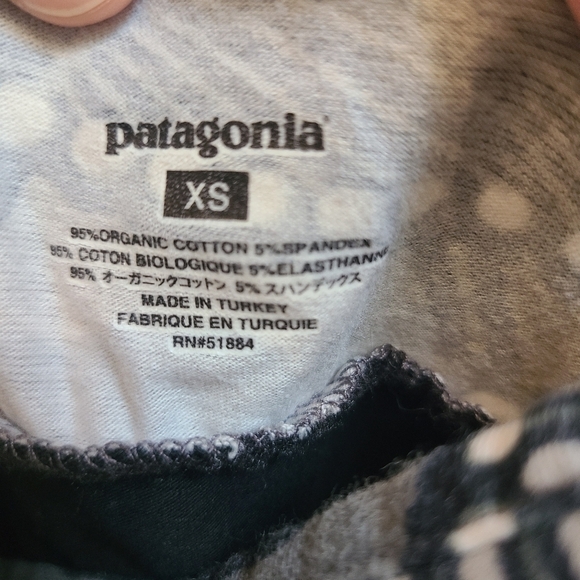 patagonia
XS
95% ORGANIC COTTON 5% SPANDEX
95% COTON BIOLOGIQUE 5% ELASTHANNE
95% オーガニックコットン 5% スパンデックス
MADE IN TURKEY
FABRIQUE EN TURQUIE
RN#51884